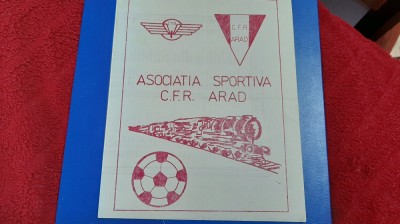 C.F.R.
ARAD
ASOCIATIA SPORTIVA
C.F.R. ARAD